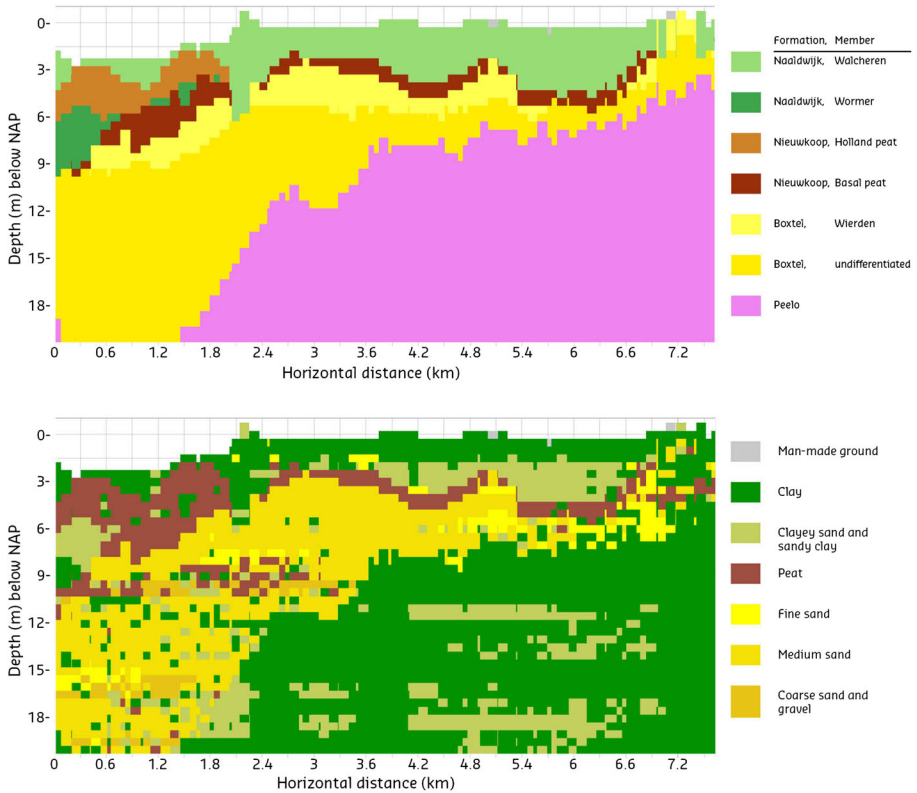 Depth (m) below NAP
0-
3-
6-
9-
12-
15-
18-
0 0.6 1.2 1.8 2.4 3 3.6 4.2 4.8 5.4 6 6.6 7.2
Horizontal distance (km)
Formation, Member
Naaldwijk, Walcheren
Naaldwijk, Wormer
Nieuwkoop, Holland peat
Nieuwkoop, Basal peat
Boxtel, Wierden
Boxtel, undifferentiated
Peelo
Depth (m) below NAP
0-
3-
6-
9-
12-
15-
18-
0 0.6 1.2 1.8 2.4 3 3.6 4.2 4.8 5.4 6 6.6 7.2
Horizontal distance (km)
Man-made ground
Clay
Clayey sand and
sandy clay
Peat
Fine sand
Medium sand
Coarse sand and
gravel